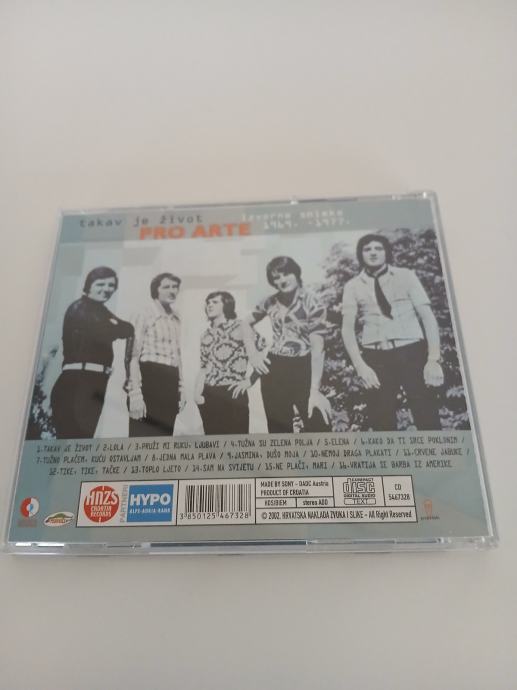 takav je život
izvorne snimke
PRO ARTE
1969. -1977.
1.TAKAV JE ŽIVOT / 2.LOLA / 3.PRUŽI MI RUKU, LJUBAVI / 4.TUŽNA SU ZELENA POLJA / 5.ELENA / 6.KAKO DA TI SRCE POKLONIM /
7.TUŽNO PLAČEM, KUĆU OSTAVLJAM / 8.JEDNA MALA PLAVA / 9.JASMINA, DUŠO MOJA / 10.NEMOJ DRAGA PLAKATI / 11.CRVENE JABUKE /
12.TIKE, TIKE, TAČKE / 13.TOPLO LJETO / 14.SAM NA SVIJETU / 15.NE PLAČI, MARI / 16.VRATIJA SE BARBA IZ AMERIKE
HNZS
CROATIA
RECORDS
PARTNERI
HYPO
ALPE-ADRIA-BANK
3850125467328
MADE BY SONY - DADC Austria
PRODUCT OF CROATIA
HDS/BIEM
stereo ADD
COMPACT
disc
DIGITAL AUDIO
TEXT
CD
5467328
© 2002. HRVATSKA NAKLADA ZVUKA I SLIKE - All Right Reserved